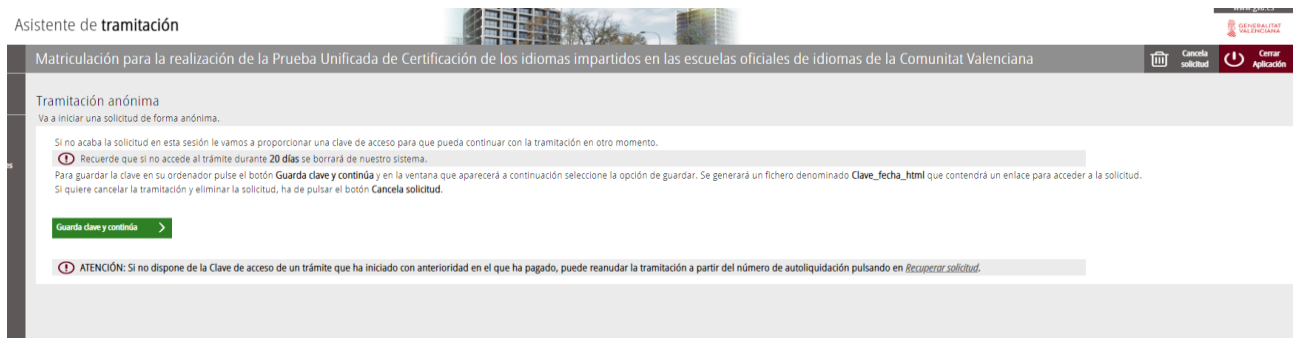 www.gva.es
Asistente de tramitación
GENERALITAT
VALENCIANA
Matriculación para la realización de la Prueba Unificada de Certificación de los idiomas impartidos en las escuelas oficiales de idiomas de la Comunitat Valenciana
Cancela
solicitud
Cerrar
Aplicación
Tramitación anónima
Va a iniciar una solicitud de forma anónima.
Si no acaba la solicitud en esta sesión le vamos a proporcionar una clave de acceso para que pueda continuar con la tramitación en otro momento.
Recuerde que si no accede al trámite durante 20 días se borrará de nuestro sistema.
es
Para guardar la clave en su ordenador pulse el botón Guarda clave y continúa y en la ventana que aparecerá a continuación seleccione la opción de guardar. Se generará un fichero denominado Clave_fecha_html que contendrá un enlace para acceder a la solicitud.
Si quiere cancelar la tramitación y eliminar la solicitud, ha de pulsar el botón Cancela solicitud.
Guarda clave y continúa
ATENCIÓN: Si no dispone de la Clave de acceso de un trámite que ha iniciado con anterioridad en el que ha pagado, puede reanudar la tramitación a partir del número de autoliquidación pulsando en Recuperar solicitud.